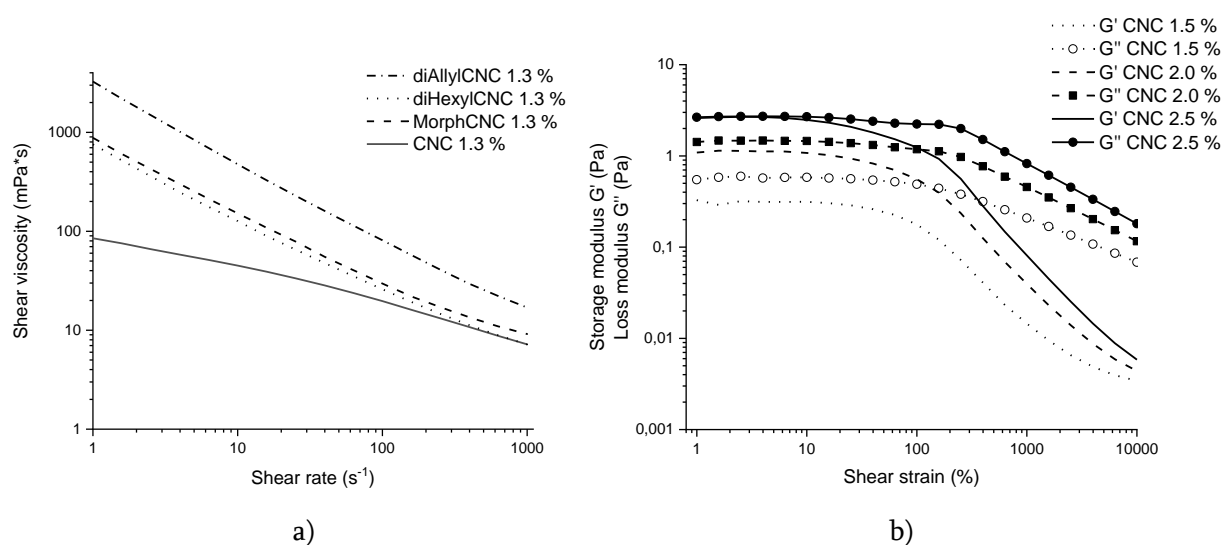 Shear viscosity (mPa*s)
1000
100
10
1
diAllylCNC 1.3 %
diHexylCNC 1.3 %
MorphCNC 1.3 %
CNC 1.3 %
1 10 100 1000
Shear rate (s⁻¹)
a)
Storage modulus G' (Pa)
Loss modulus G'' (Pa)
10
1
0,1
0,01
0,001
G' CNC 1.5 %
G'' CNC 1.5 %
G' CNC 2.0 %
G'' CNC 2.0 %
G' CNC 2.5 %
G'' CNC 2.5 %
1 10 100 1000 10000
Shear strain (%)
b)